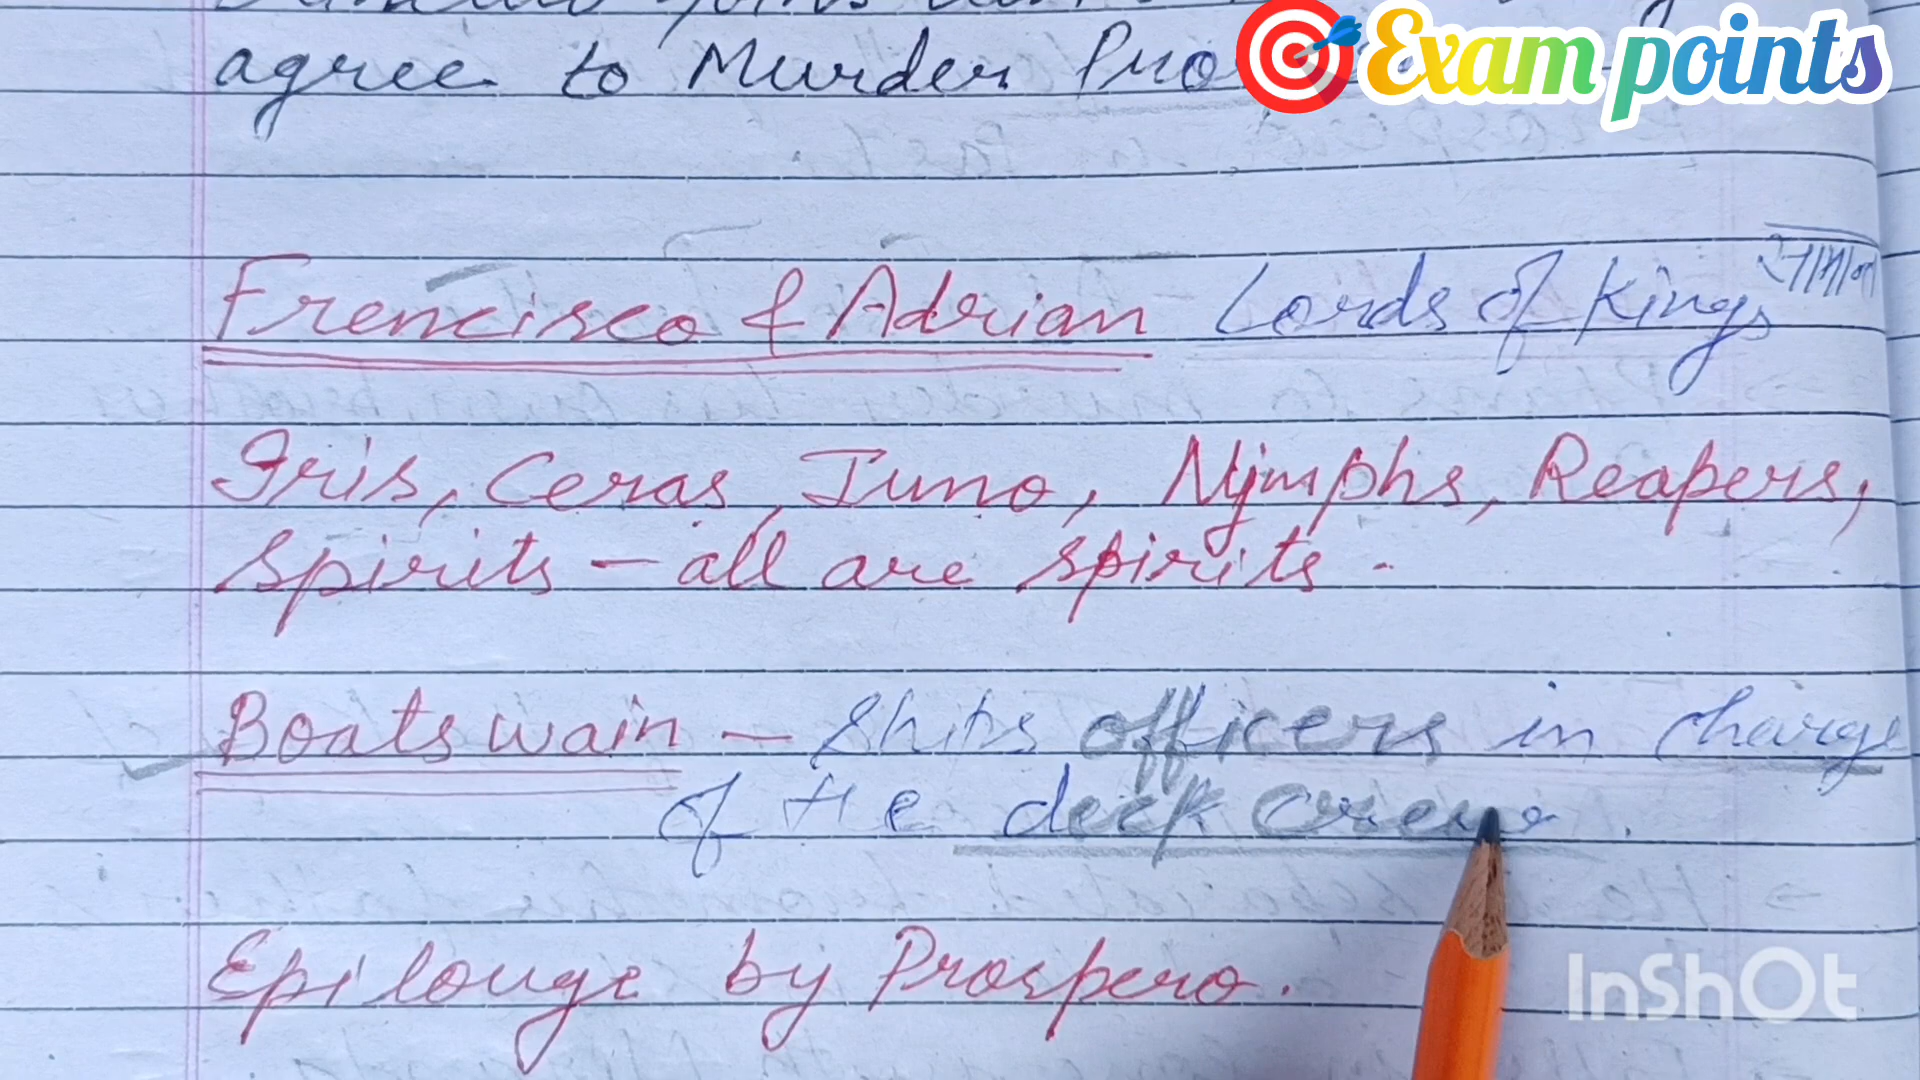 agree to Murder
Exam points
Frencisco & Adrian Lords of Kings सामान्त
Iris, Ceras, Juno, Nymphs, Reapers,
Spirits – all are spirits.
Boatswain – Ships officers in charge
of the deck crew.
Epilouge by Prospero.
InShOt